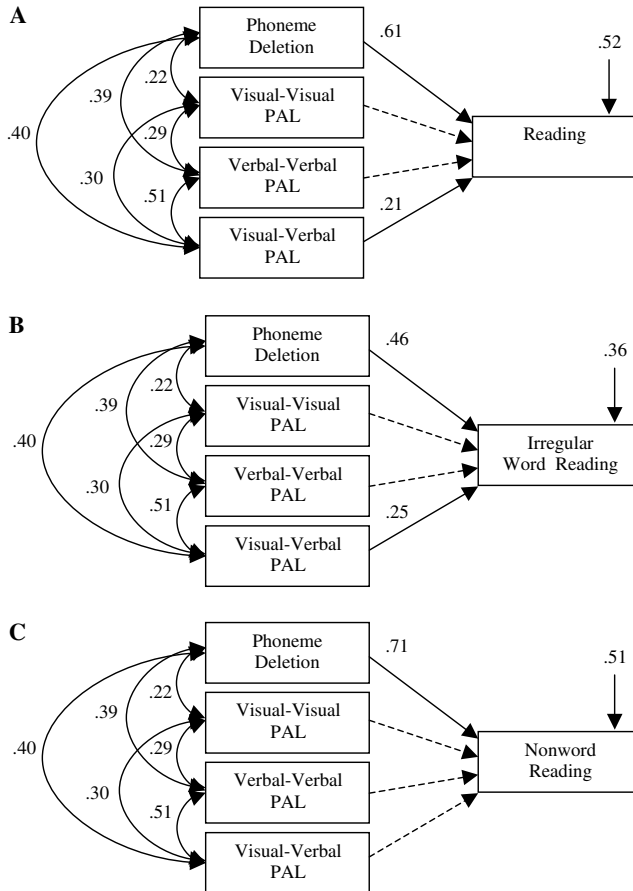 A
Phoneme
Deletion
.61
.52
.22
.39
Visual-Visual
PAL
Reading
.40
.29
Verbal-Verbal
PAL
.30
.51
.21
Visual-Verbal
PAL
B
Phoneme
Deletion
.46
.36
.22
.39
Visual-Visual
PAL
Irregular
Word Reading
.40
.29
Verbal-Verbal
PAL
.30
.51
.25
Visual-Verbal
PAL
C
Phoneme
Deletion
.71
.51
.22
.39
Visual-Visual
PAL
Nonword
Reading
.40
.29
Verbal-Verbal
PAL
.30
.51
Visual-Verbal
PAL